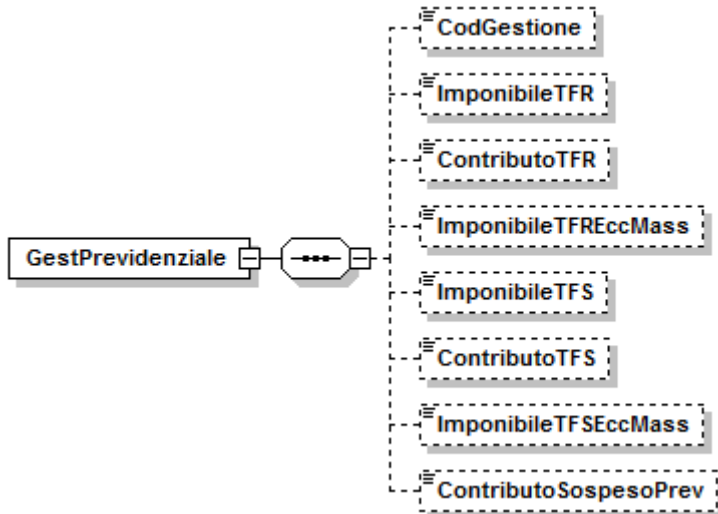 CodGestione
ImponibileTFR
ContributoTFR
ImponibileTFREccMass
GestPrevidenziale
ImponibileTFS
ContributoTFS
ImponibileTFSEccMass
ContributoSospesoPrev